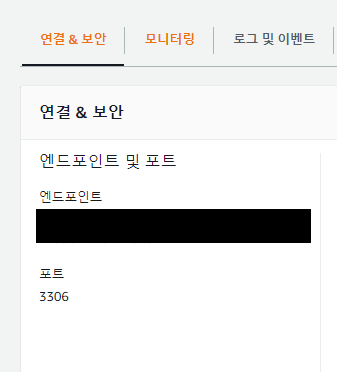 연결 & 보안
모니터링
로그 및 이벤트
연결 & 보안
엔드포인트 및 포트
엔드포인트
포트
3306